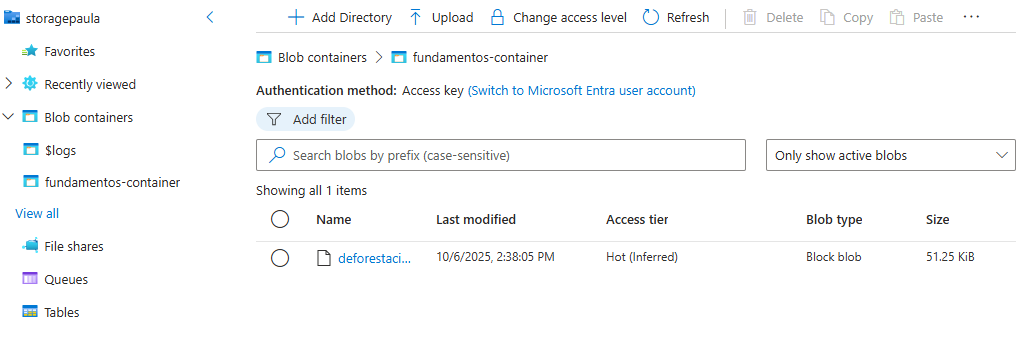 storagepaula
Favorites
Recently viewed
Blob containers
$logs
fundamentos-container
View all
File shares
Queues
Tables
Add Directory Upload Change access level Refresh Delete Copy Paste ...
Blob containers > fundamentos-container
Authentication method: Access key (Switch to Microsoft Entra user account)
Add filter
Search blobs by prefix (case-sensitive) Only show active blobs
Showing all 1 items
Name Last modified Access tier Blob type Size
deforestaci... 10/6/2025, 2:38:05 PM Hot (Inferred) Block blob 51.25 KiB